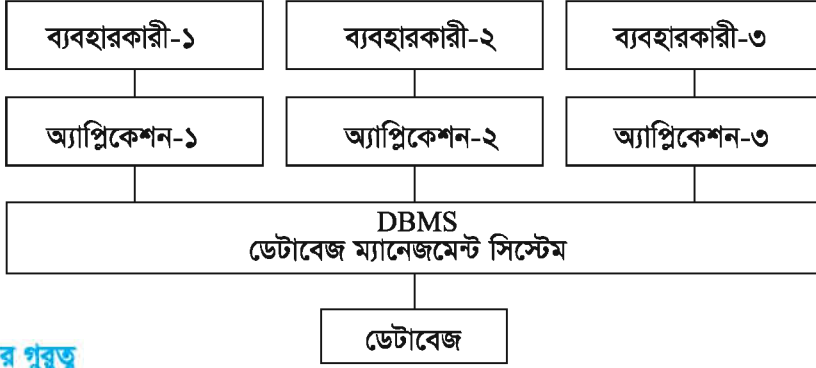 ব্যবহারকারী-১ ব্যবহারকারী-২ ব্যবহারকারী-৩
অ্যাপ্লিকেশন-১ অ্যাপ্লিকেশন-২ অ্যাপ্লিকেশন-৩
DBMS
ডেটাবেজ ম্যানেজমেন্ট সিস্টেম
ডেটাবেজ
র গুরুত্ব